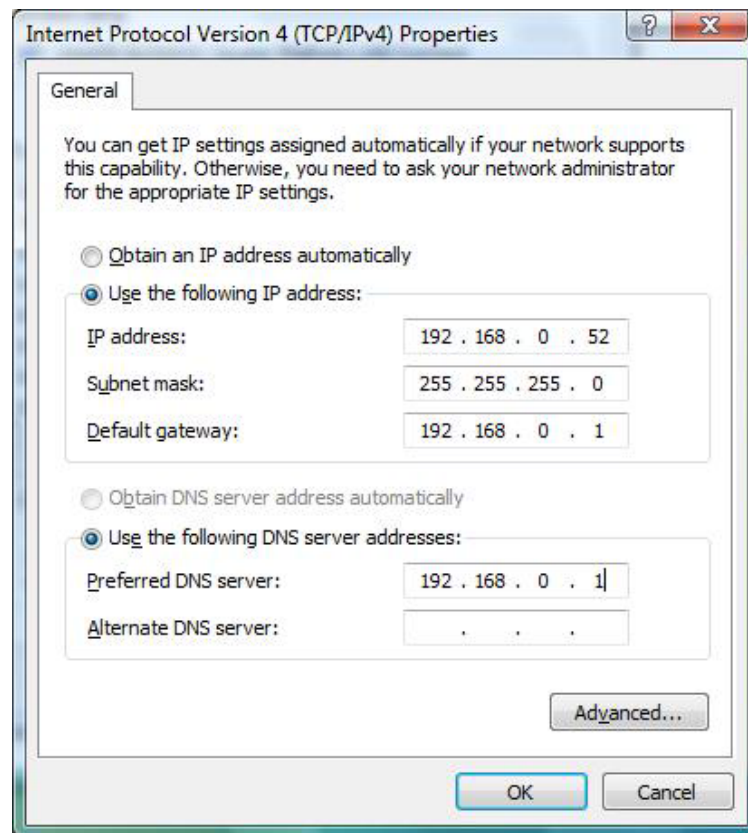 Internet Protocol Version 4 (TCP/IPv4) Properties
General
You can get IP settings assigned automatically if your network supports
this capability. Otherwise, you need to ask your network administrator
for the appropriate IP settings.
Obtain an IP address automatically
Use the following IP address:
IP address: 192 . 168 . 0 . 52
Subnet mask: 255 . 255 . 255 . 0
Default gateway: 192 . 168 . 0 . 1
Obtain DNS server address automatically
Use the following DNS server addresses:
Preferred DNS server: 192 . 168 . 0 . 1
Alternate DNS server: . . .
Advanced...
OK Cancel